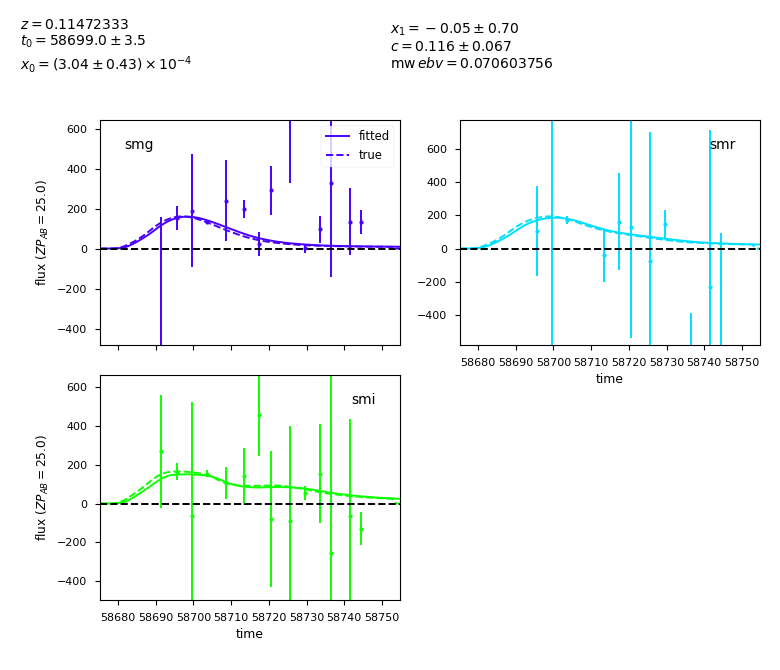 z = 0.11472333
t₀ = 58699.0 ± 3.5
x₀ = (3.04 ± 0.43) × 10⁻⁴
x₁ = −0.05 ± 0.70
c = 0.116 ± 0.067
mw ebv = 0.070603756
smg
fitted
true
600
400
200
0
−200
−400
flux (ZP_AB = 25.0)
smr
600
400
200
0
−200
−400
58680 58690 58700 58710 58720 58730 58740 58750
time
smi
600
400
200
0
−200
−400
flux (ZP_AB = 25.0)
58680 58690 58700 58710 58720 58730 58740 58750
time